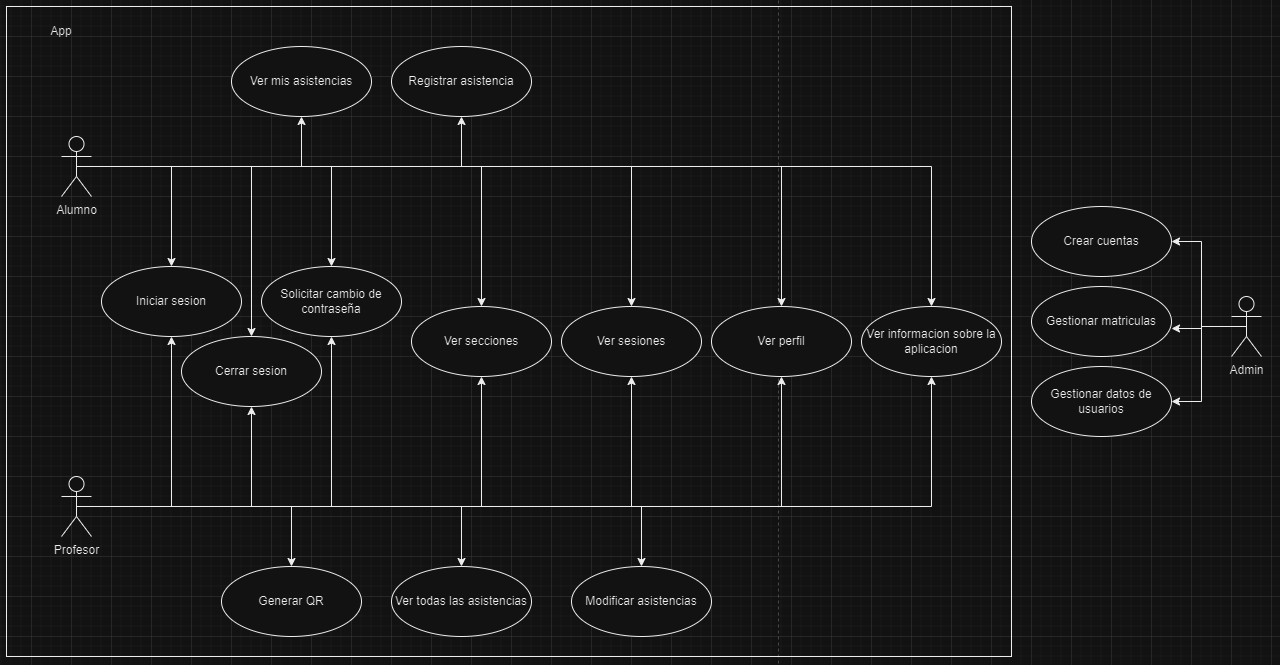 App
Ver mis asistencias
Registrar asistencia
Alumno
Iniciar sesion
Solicitar cambio de
contraseña
Cerrar sesion
Ver secciones
Ver sesiones
Ver perfil
Ver informacion sobre la
aplicacion
Crear cuentas
Gestionar matriculas
Gestionar datos de
usuarios
Admin
Profesor
Generar QR
Ver todas las asistencias
Modificar asistencias